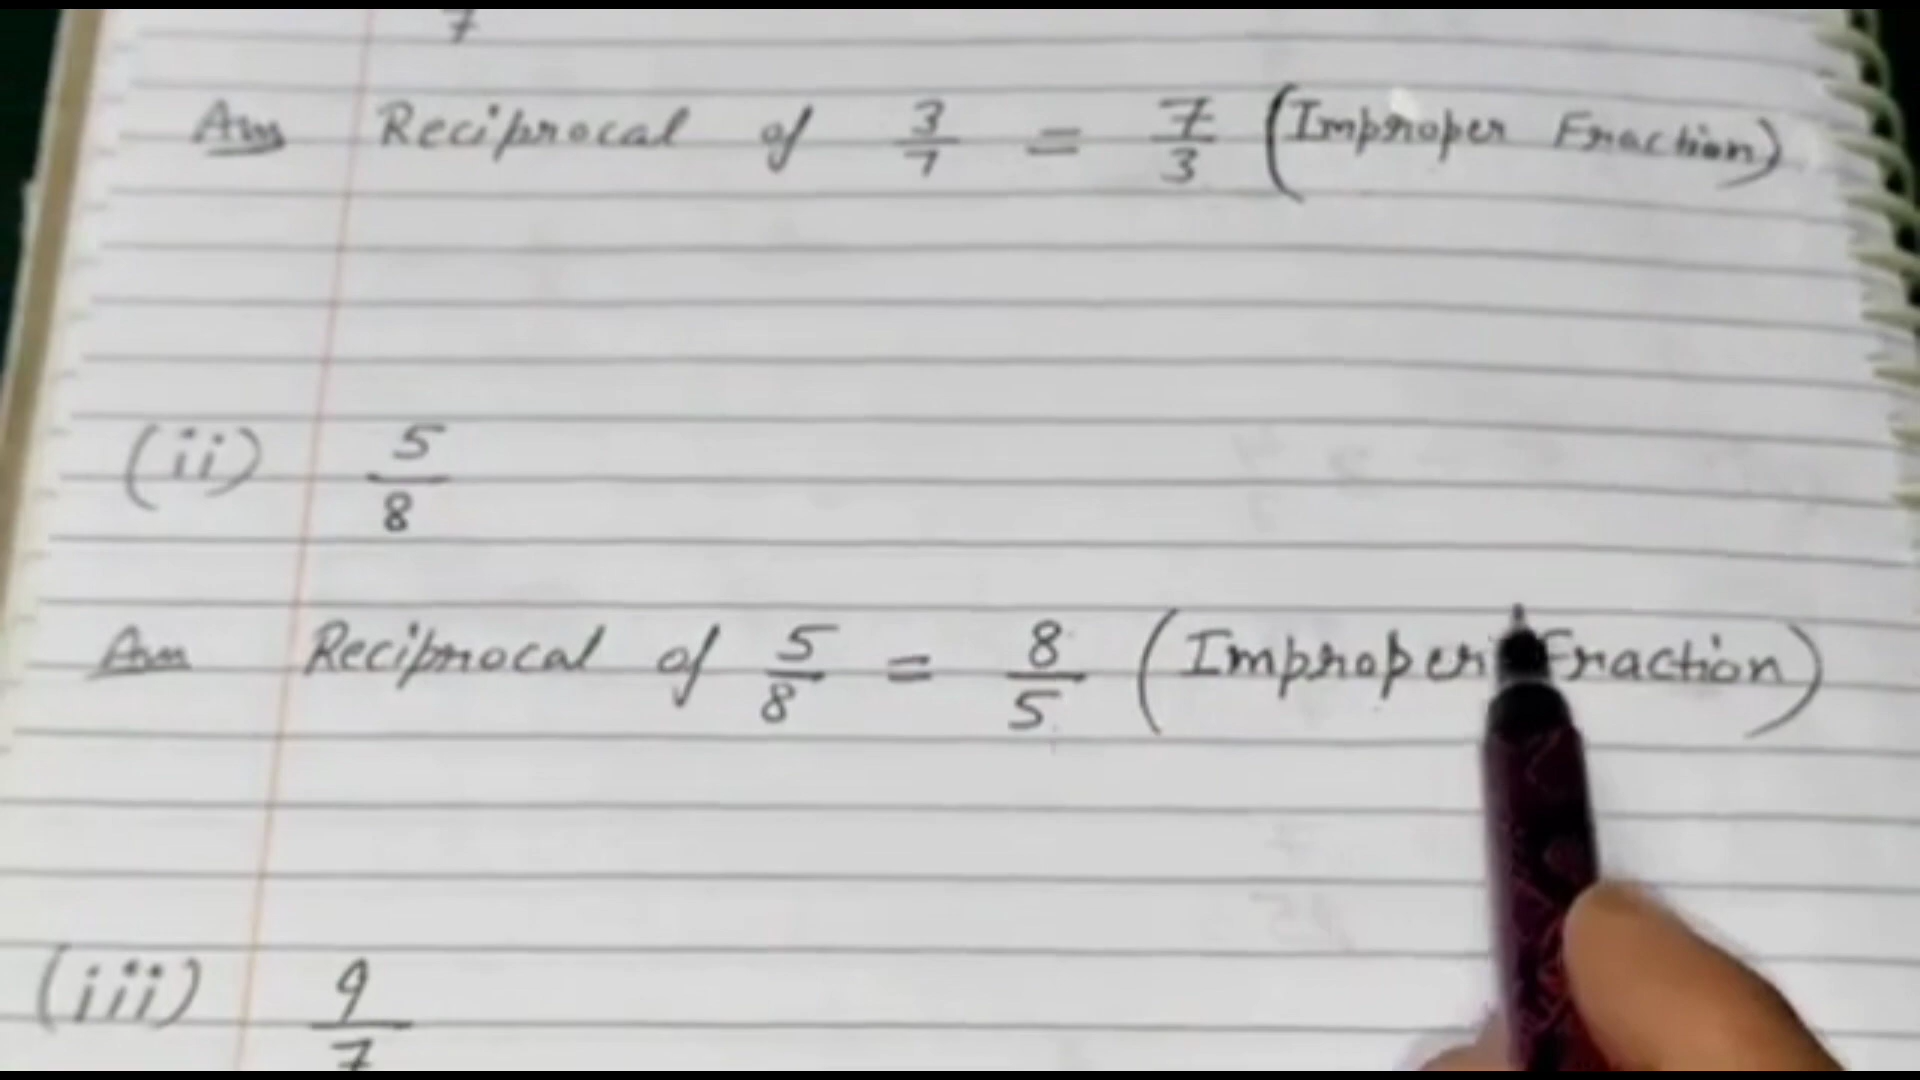 7
Ans Reciprocal of 3/7 = 7/3 (Improper Fraction)
(ii) 5/8
Ans Reciprocal of 5/8 = 8/5 (Improper Fraction)
(iii) 9/7